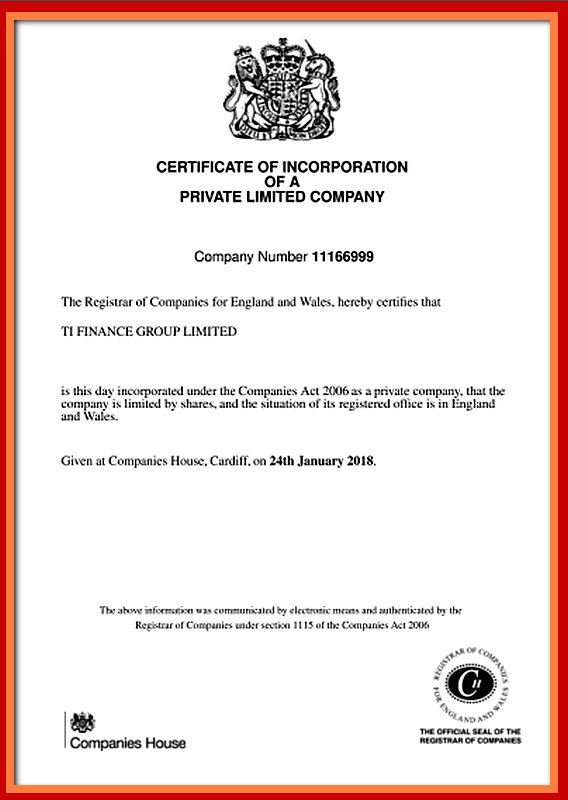 CERTIFICATE OF INCORPORATION
OF A
PRIVATE LIMITED COMPANY
Company Number 11166999
The Registrar of Companies for England and Wales, hereby certifies that
TI FINANCE GROUP LIMITED
is this day incorporated under the Companies Act 2006 as a private company, that the
company is limited by shares, and the situation of its registered office is in England
and Wales.
Given at Companies House, Cardiff, on 24th January 2018.
The above information was communicated by electronic means and authenticated by the
Registrar of Companies under section 1115 of the Companies Act 2006
REGISTRAR OF COMPANIES
FOR ENGLAND AND WALES
CH
THE OFFICIAL SEAL OF THE
REGISTRAR OF COMPANIES
Companies House